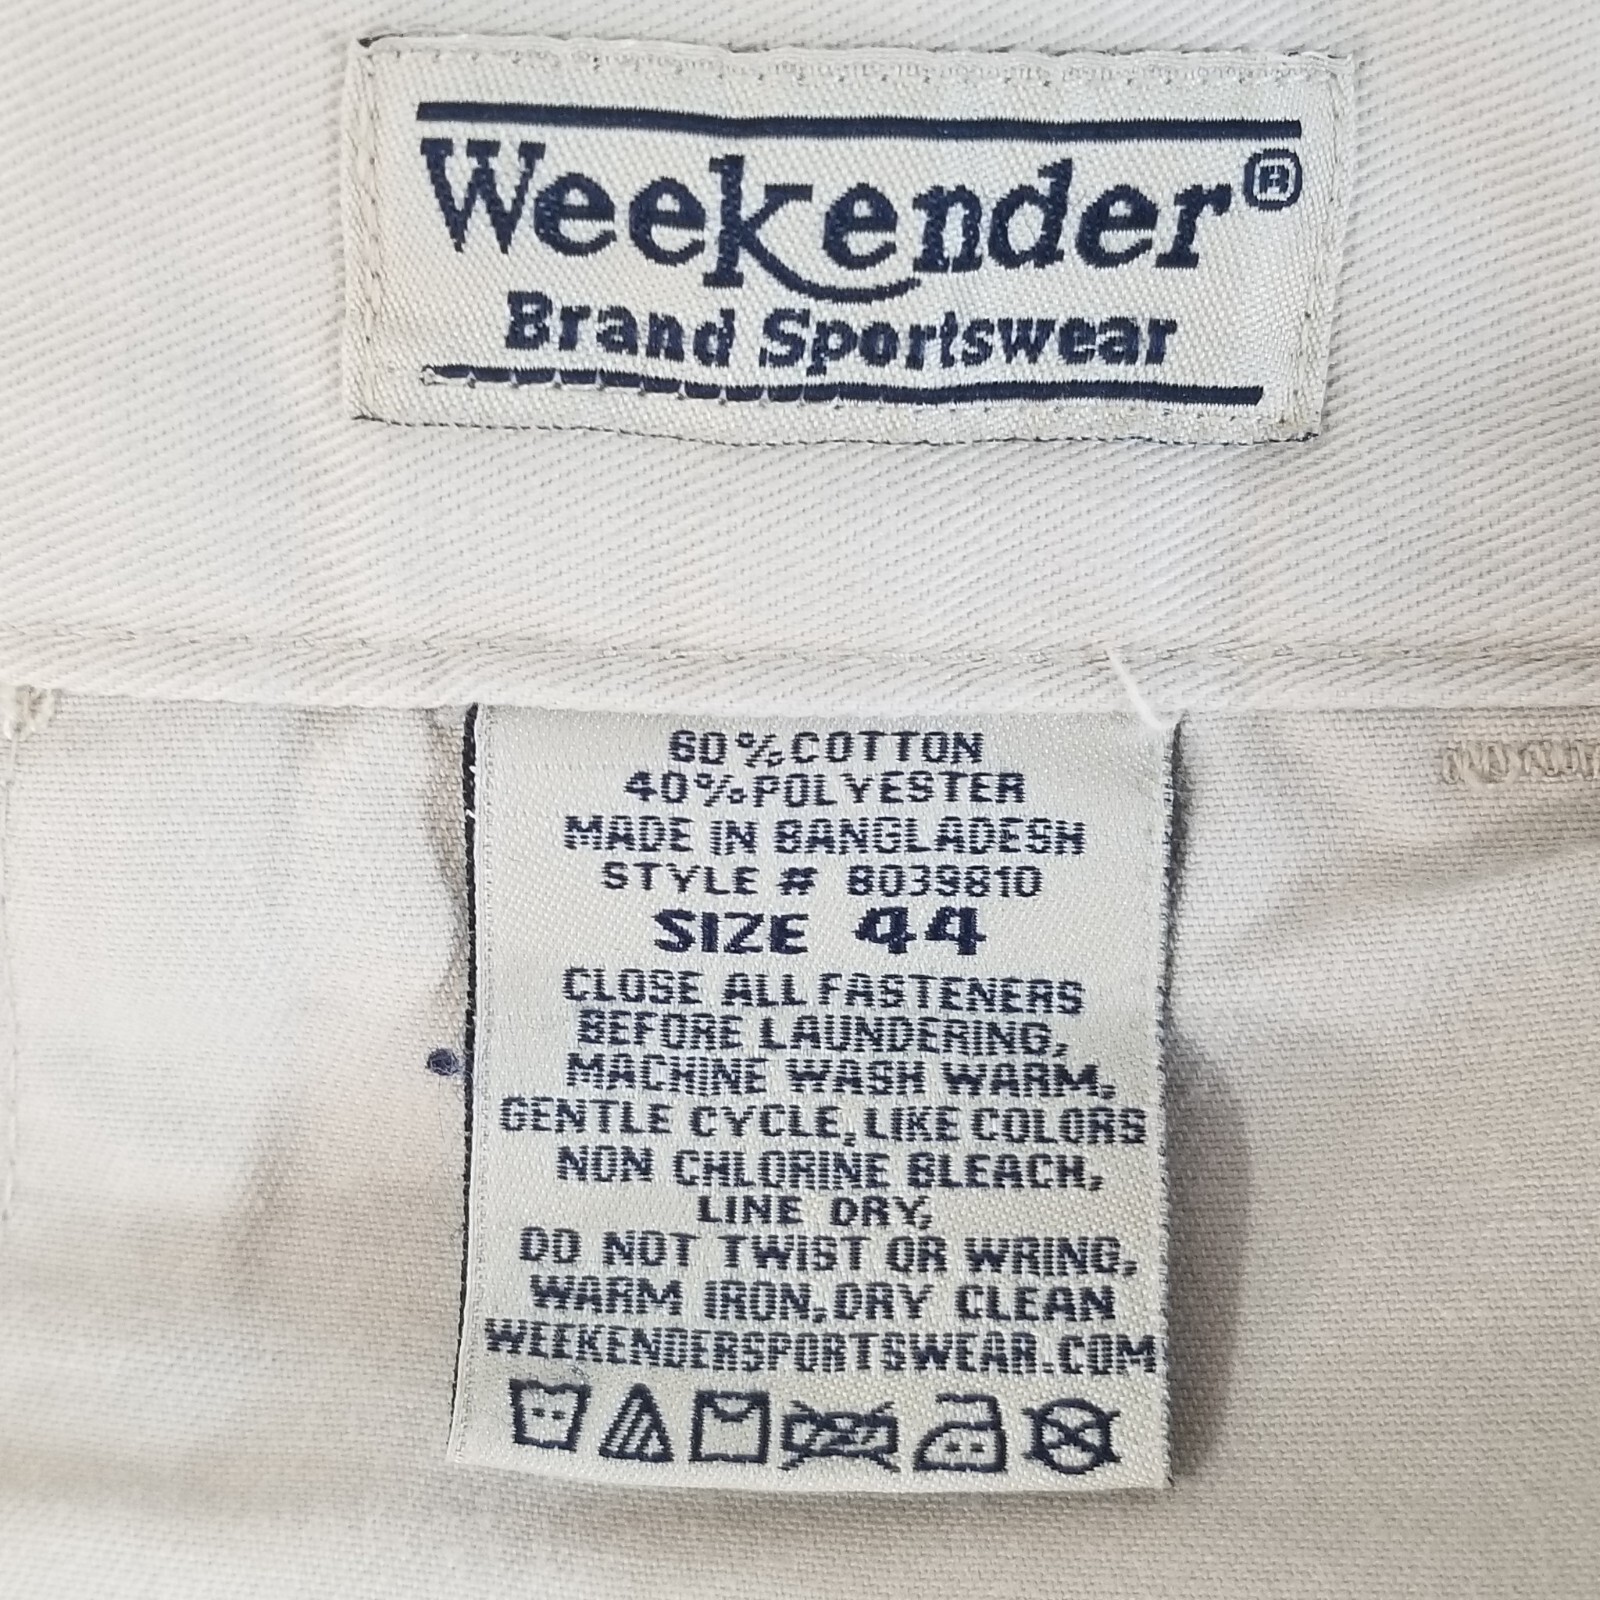 Weekender®
Brand Sportswear
60%COTTON
40%POLYESTER
MADE IN BANGLADESH
STYLE # 8039810
SIZE 44
CLOSE ALL FASTENERS
BEFORE LAUNDERING,
MACHINE WASH WARM,
GENTLE CYCLE, LIKE COLORS
NON CHLORINE BLEACH,
LINE DRY,
DO NOT TWIST OR WRING,
WARM IRON, DRY CLEAN
WEEKENDERSPORTSWEAR.COM